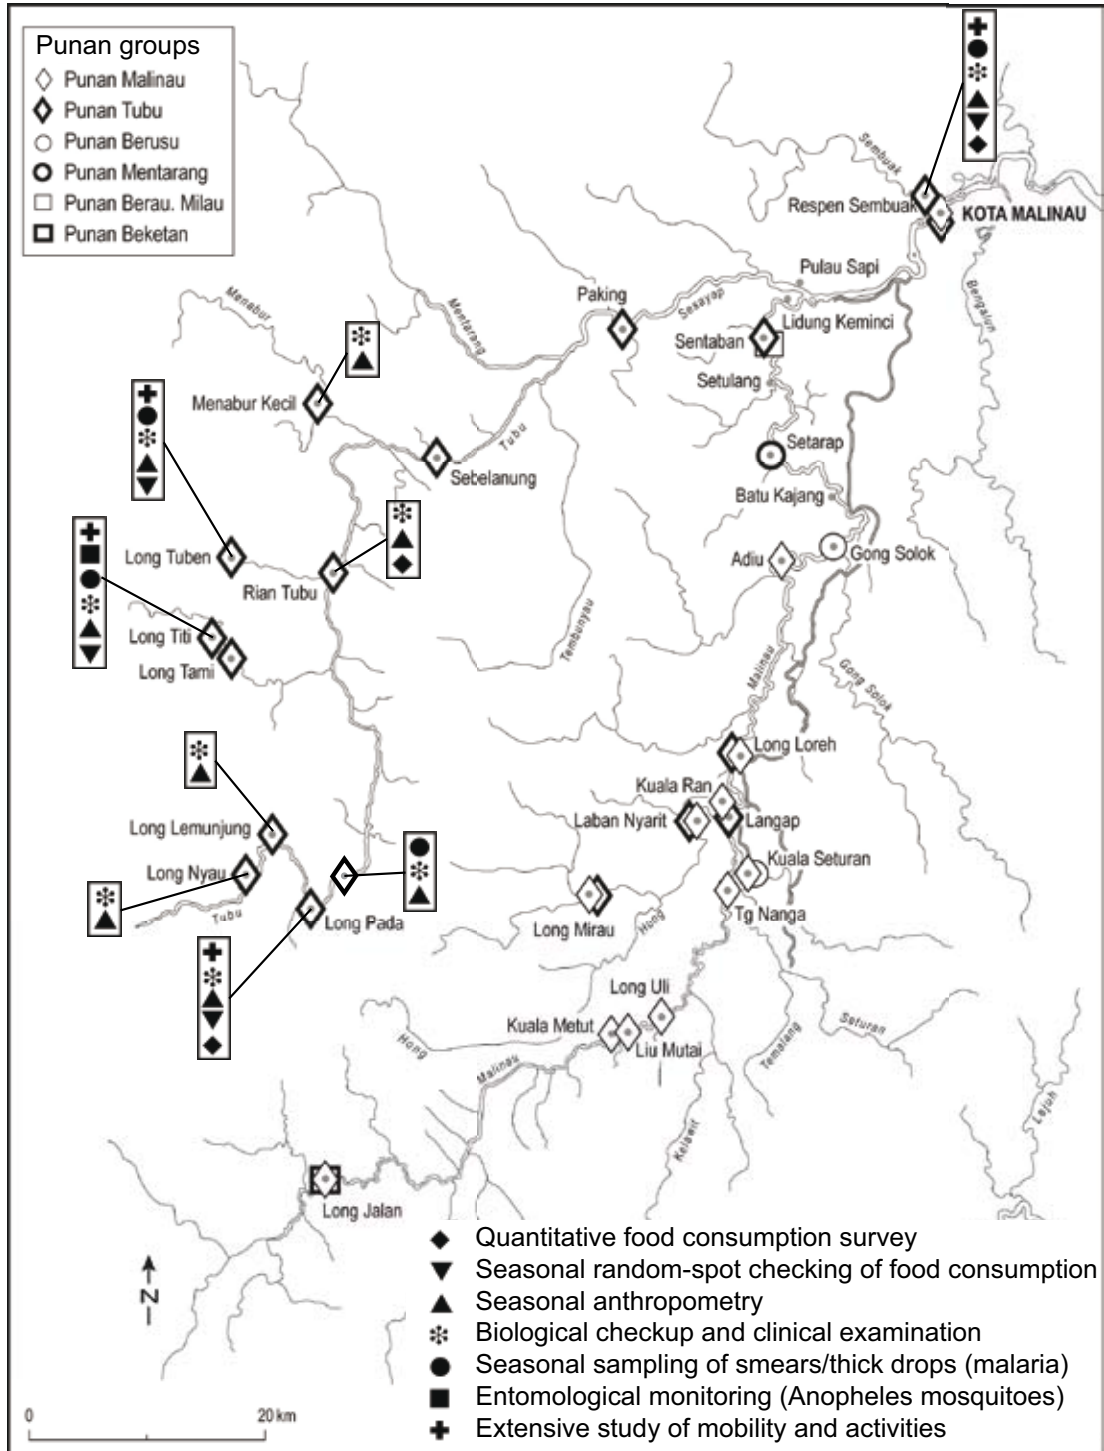 Punan groups
Punan Malinau
Punan Tubu
Punan Berusu
Punan Mentarang
Punan Berau. Milau
Punan Beketan
Sembuak
Respen Sembuak
KOTA MALINAU
Pulau Sapi
Bengalun
Paking
Sesayap
Menabur
Mentarang
Lidung Keminci
Sentaban
Setulang
Menabur Kecil
Tubu
Setarap
Sebelanung
Batu Kajang
Long Tuben
Rian Tubu
Adiu
Gong Solok
Tembunyau
Long Titi
Long Tami
Malinau
Gong Solok
Long Loreh
Kuala Ran
Laban Nyarit
Langap
Long Lemunjung
Kuala Seturan
Long Nyau
Tubu
Long Pada
Tg Nanga
Long Mirau
Hong
Long Uli
Kuala Metut
Liu Mutai
Hong
Malinau
Temalang
Seturan
Kelawit
Lejuh
Long Jalan
Quantitative food consumption survey
Seasonal random-spot checking of food consumption
Seasonal anthropometry
Biological checkup and clinical examination
Seasonal sampling of smears/thick drops (malaria)
Entomological monitoring (Anopheles mosquitoes)
Extensive study of mobility and activities
N
0 20 km